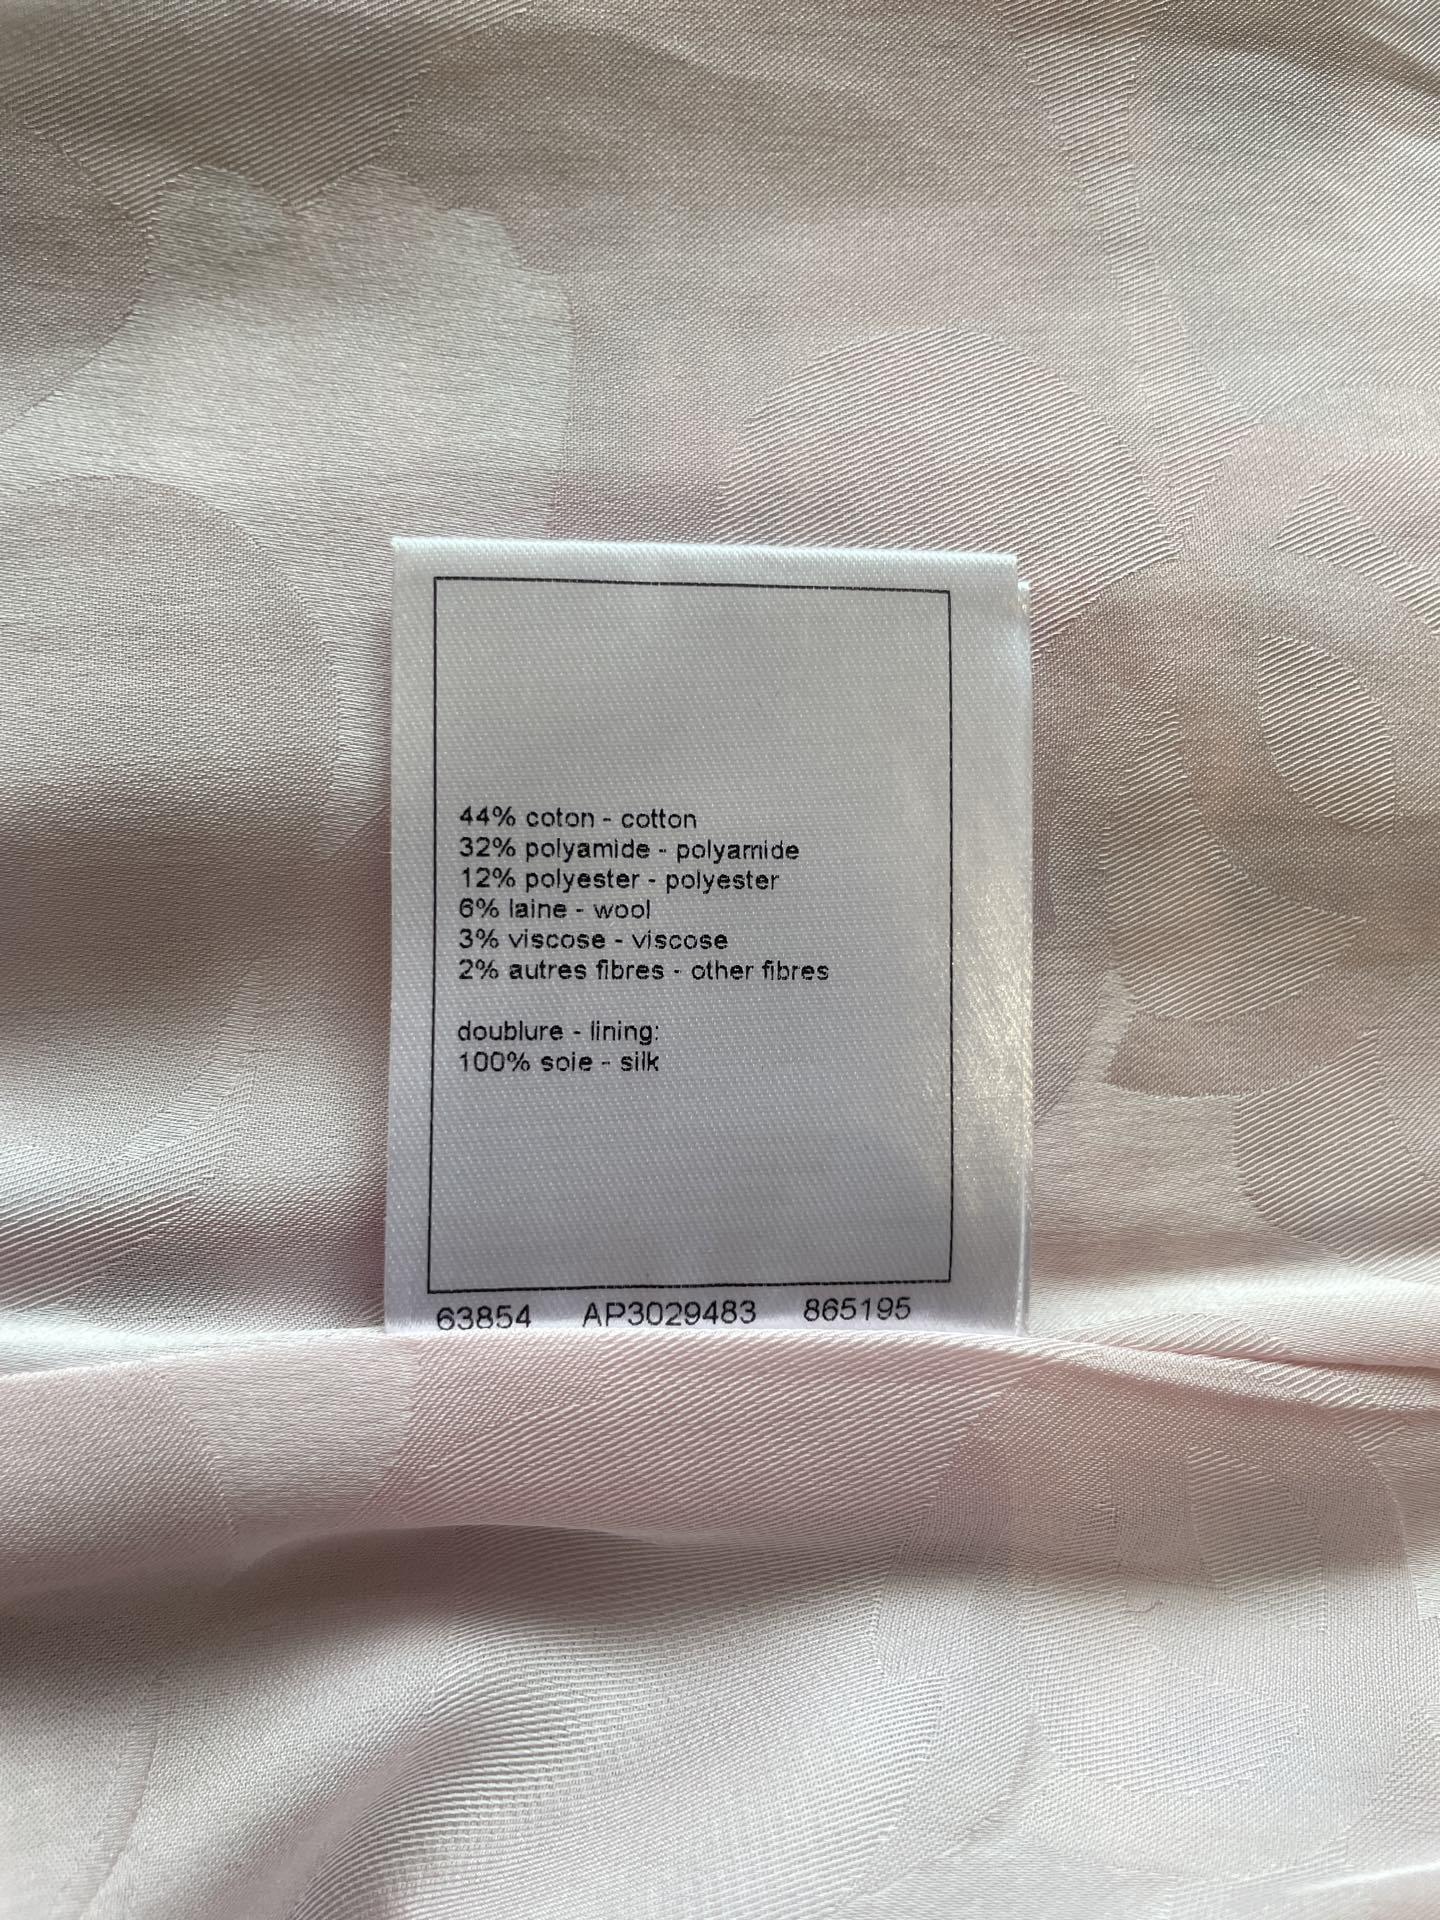 44% coton - cotton
32% polyamide - polyamide
12% polyester - polyester
6% laine - wool
3% viscose - viscose
2% autres fibres - other fibres
doublure - lining:
100% soie - silk
63854 AP3029483 865195